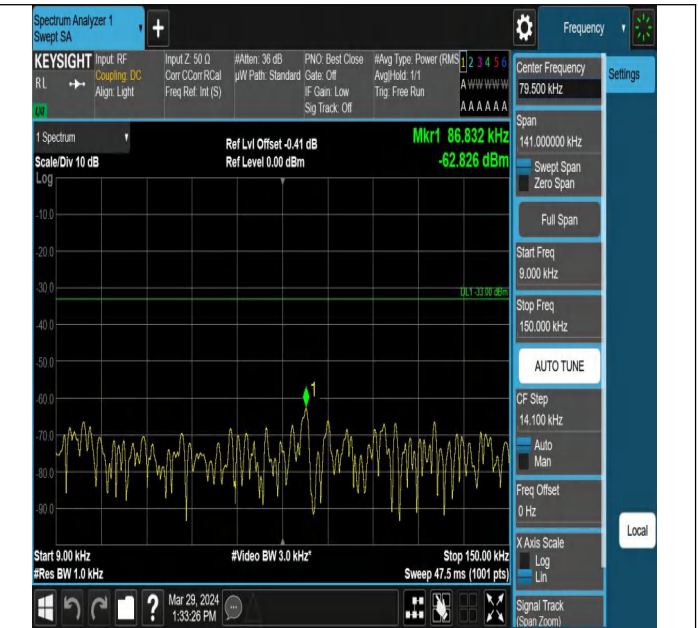 Spectrum Analyzer 1
Swept SA
+
Frequency
KEYSIGHT
RL
LXI
Input: RF
Coupling: DC
Align: Light
Input Z: 50 Ω
Corr CCorr RCal
Freq Ref: Int (S)
#Atten: 36 dB
µW Path: Standard
PNO: Best Close
Gate: Off
IF Gain: Low
Sig Track: Off
#Avg Type: Power (RMS
Avg|Hold: 1/1
Trig: Free Run
1 2 3 4 5 6
A W W W W W
A A A A A A
1 Spectrum
Scale/Div 10 dB
Log
Ref Lvl Offset -0.41 dB
Ref Level 0.00 dBm
Mkr1 86.832 kHz
-62.826 dBm
-10.0
-20.0
-30.0
DL1 -33.00 dBm
-40.0
-50.0
-60.0
1
-70.0
-80.0
-90.0
Start 9.00 kHz
#Res BW 1.0 kHz
#Video BW 3.0 kHz*
Stop 150.00 kHz
Sweep 47.5 ms (1001 pts)
?
Mar 29, 2024
1:33:26 PM
Center Frequency
79.500 kHz
Settings
Span
141.000000 kHz
Swept Span
Zero Span
Full Span
Start Freq
9.000 kHz
Stop Freq
150.000 kHz
AUTO TUNE
CF Step
14.100 kHz
Auto
Man
Freq Offset
0 Hz
X Axis Scale
Log
Lin
Local
Signal Track
(Span Zoom)